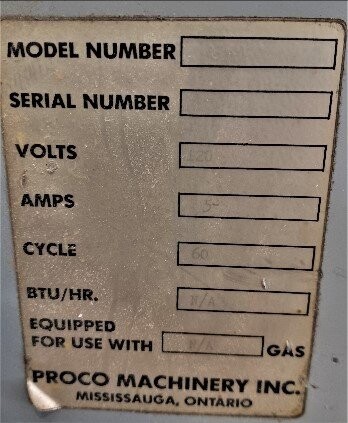 MODEL NUMBER
SERIAL NUMBER
VOLTS 120
AMPS 5-
CYCLE 60
BTU/HR. N/A
EQUIPPED
FOR USE WITH N/A GAS
PROCO MACHINERY INC.
MISSISSAUGA, ONTARIO